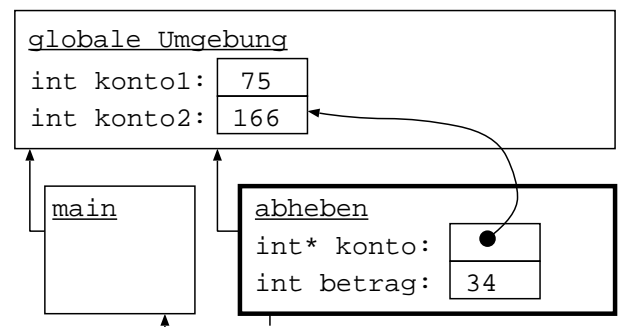 globale Umgebung
int konto1: 75
int konto2: 166
main
abheben
int* konto:
int betrag: 34